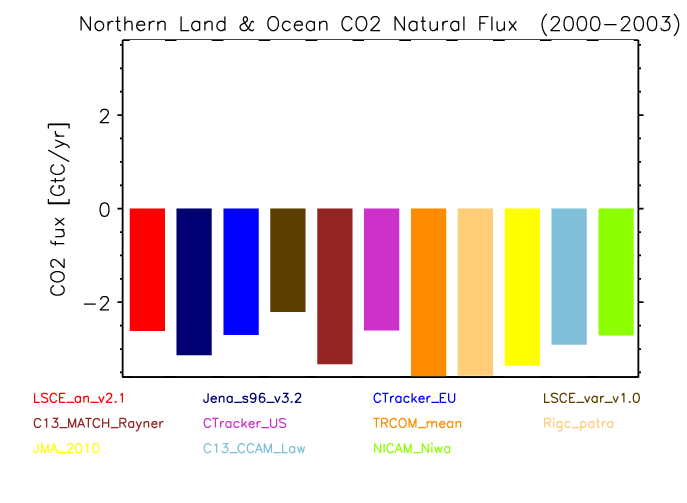 Northern Land & Ocean CO2 Natural Flux (2000-2003)
CO2 fux [GtC/yr]
2
0
-2
LSCE_an_v2.1 Jena_s96_v3.2 CTracker_EU LSCE_var_v1.0
C13_MATCH_Rayner CTracker_US TRCOM_mean Rigc_patra
JMA_2010 C13_CCAM_Law NICAM_Niwa